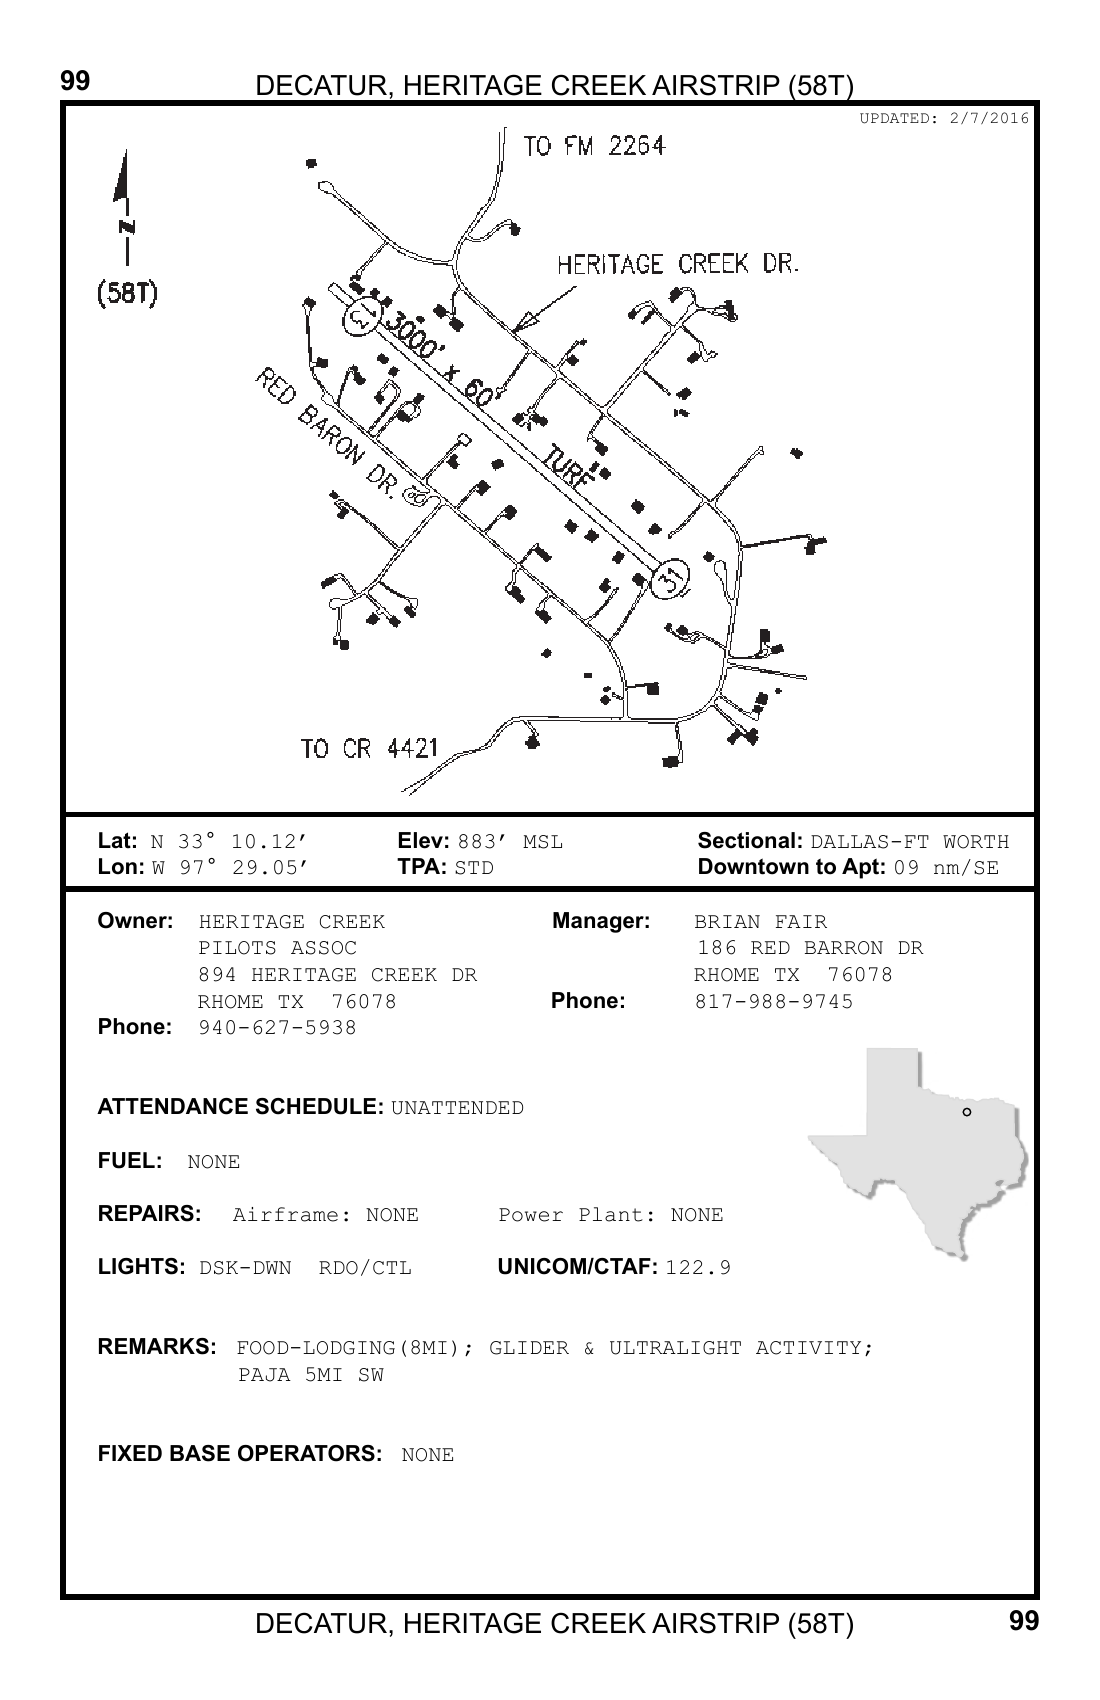 99
DECATUR, HERITAGE CREEK AIRSTRIP (58T)
UPDATED: 2/7/2016
TO FM 2264
N
(58T)
HERITAGE CREEK DR.
13
3000' x 60'
TURF
31
RED BARON DR.
TO CR 4421
Lat: N 33° 10.12′ Elev: 883′ MSL Sectional: DALLAS-FT WORTH
Lon: W 97° 29.05′ TPA: STD Downtown to Apt: 09 nm/SE
Owner: HERITAGE CREEK Manager: BRIAN FAIR
PILOTS ASSOC 186 RED BARRON DR
894 HERITAGE CREEK DR RHOME TX 76078
RHOME TX 76078 Phone: 817-988-9745
Phone: 940-627-5938
ATTENDANCE SCHEDULE: UNATTENDED
FUEL: NONE
REPAIRS: Airframe: NONE Power Plant: NONE
LIGHTS: DSK-DWN RDO/CTL UNICOM/CTAF: 122.9
REMARKS: FOOD-LODGING(8MI); GLIDER & ULTRALIGHT ACTIVITY;
PAJA 5MI SW
FIXED BASE OPERATORS: NONE
DECATUR, HERITAGE CREEK AIRSTRIP (58T)
99